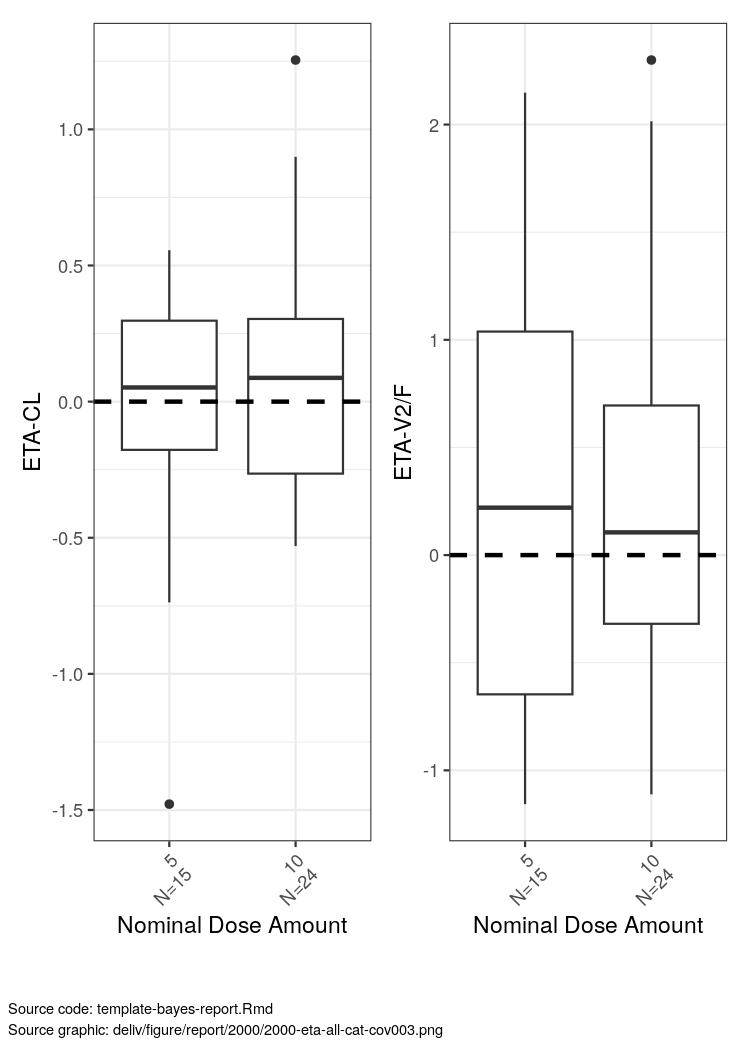 ETA-CL
1.0
0.5
0.0
-0.5
-1.0
-1.5
5
N=15
10
N=24
Nominal Dose Amount
ETA-V2/F
2
1
0
-1
5
N=15
10
N=24
Nominal Dose Amount
Source code: template-bayes-report.Rmd
Source graphic: deliv/figure/report/2000/2000-eta-all-cat-cov003.png